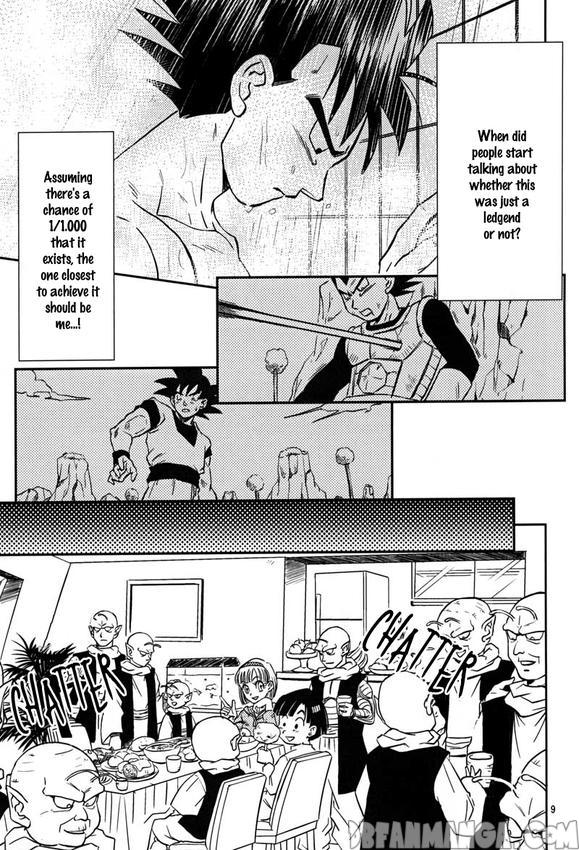 When did
people start
talking about
whether this
was just a
ledgend
or not?
Assuming
there's a
chance of
1/1.000
that it
exists, the
one closest
to achieve it
should be
me...!
CHATTER
CHATTER
9
DBFANMANGA.COM